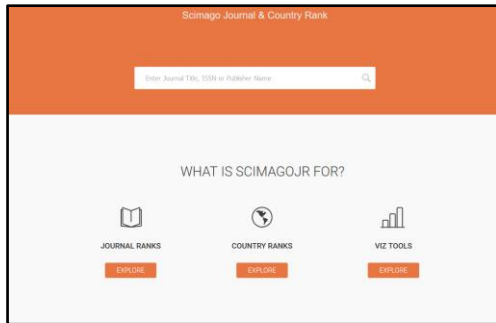 Scimago Journal & Country Rank
Enter Journal Title, ISSN or Publisher Name
WHAT IS SCIMAGOJR FOR?
JOURNAL RANKS
COUNTRY RANKS
VIZ TOOLS
EXPLORE
EXPLORE
EXPLORE